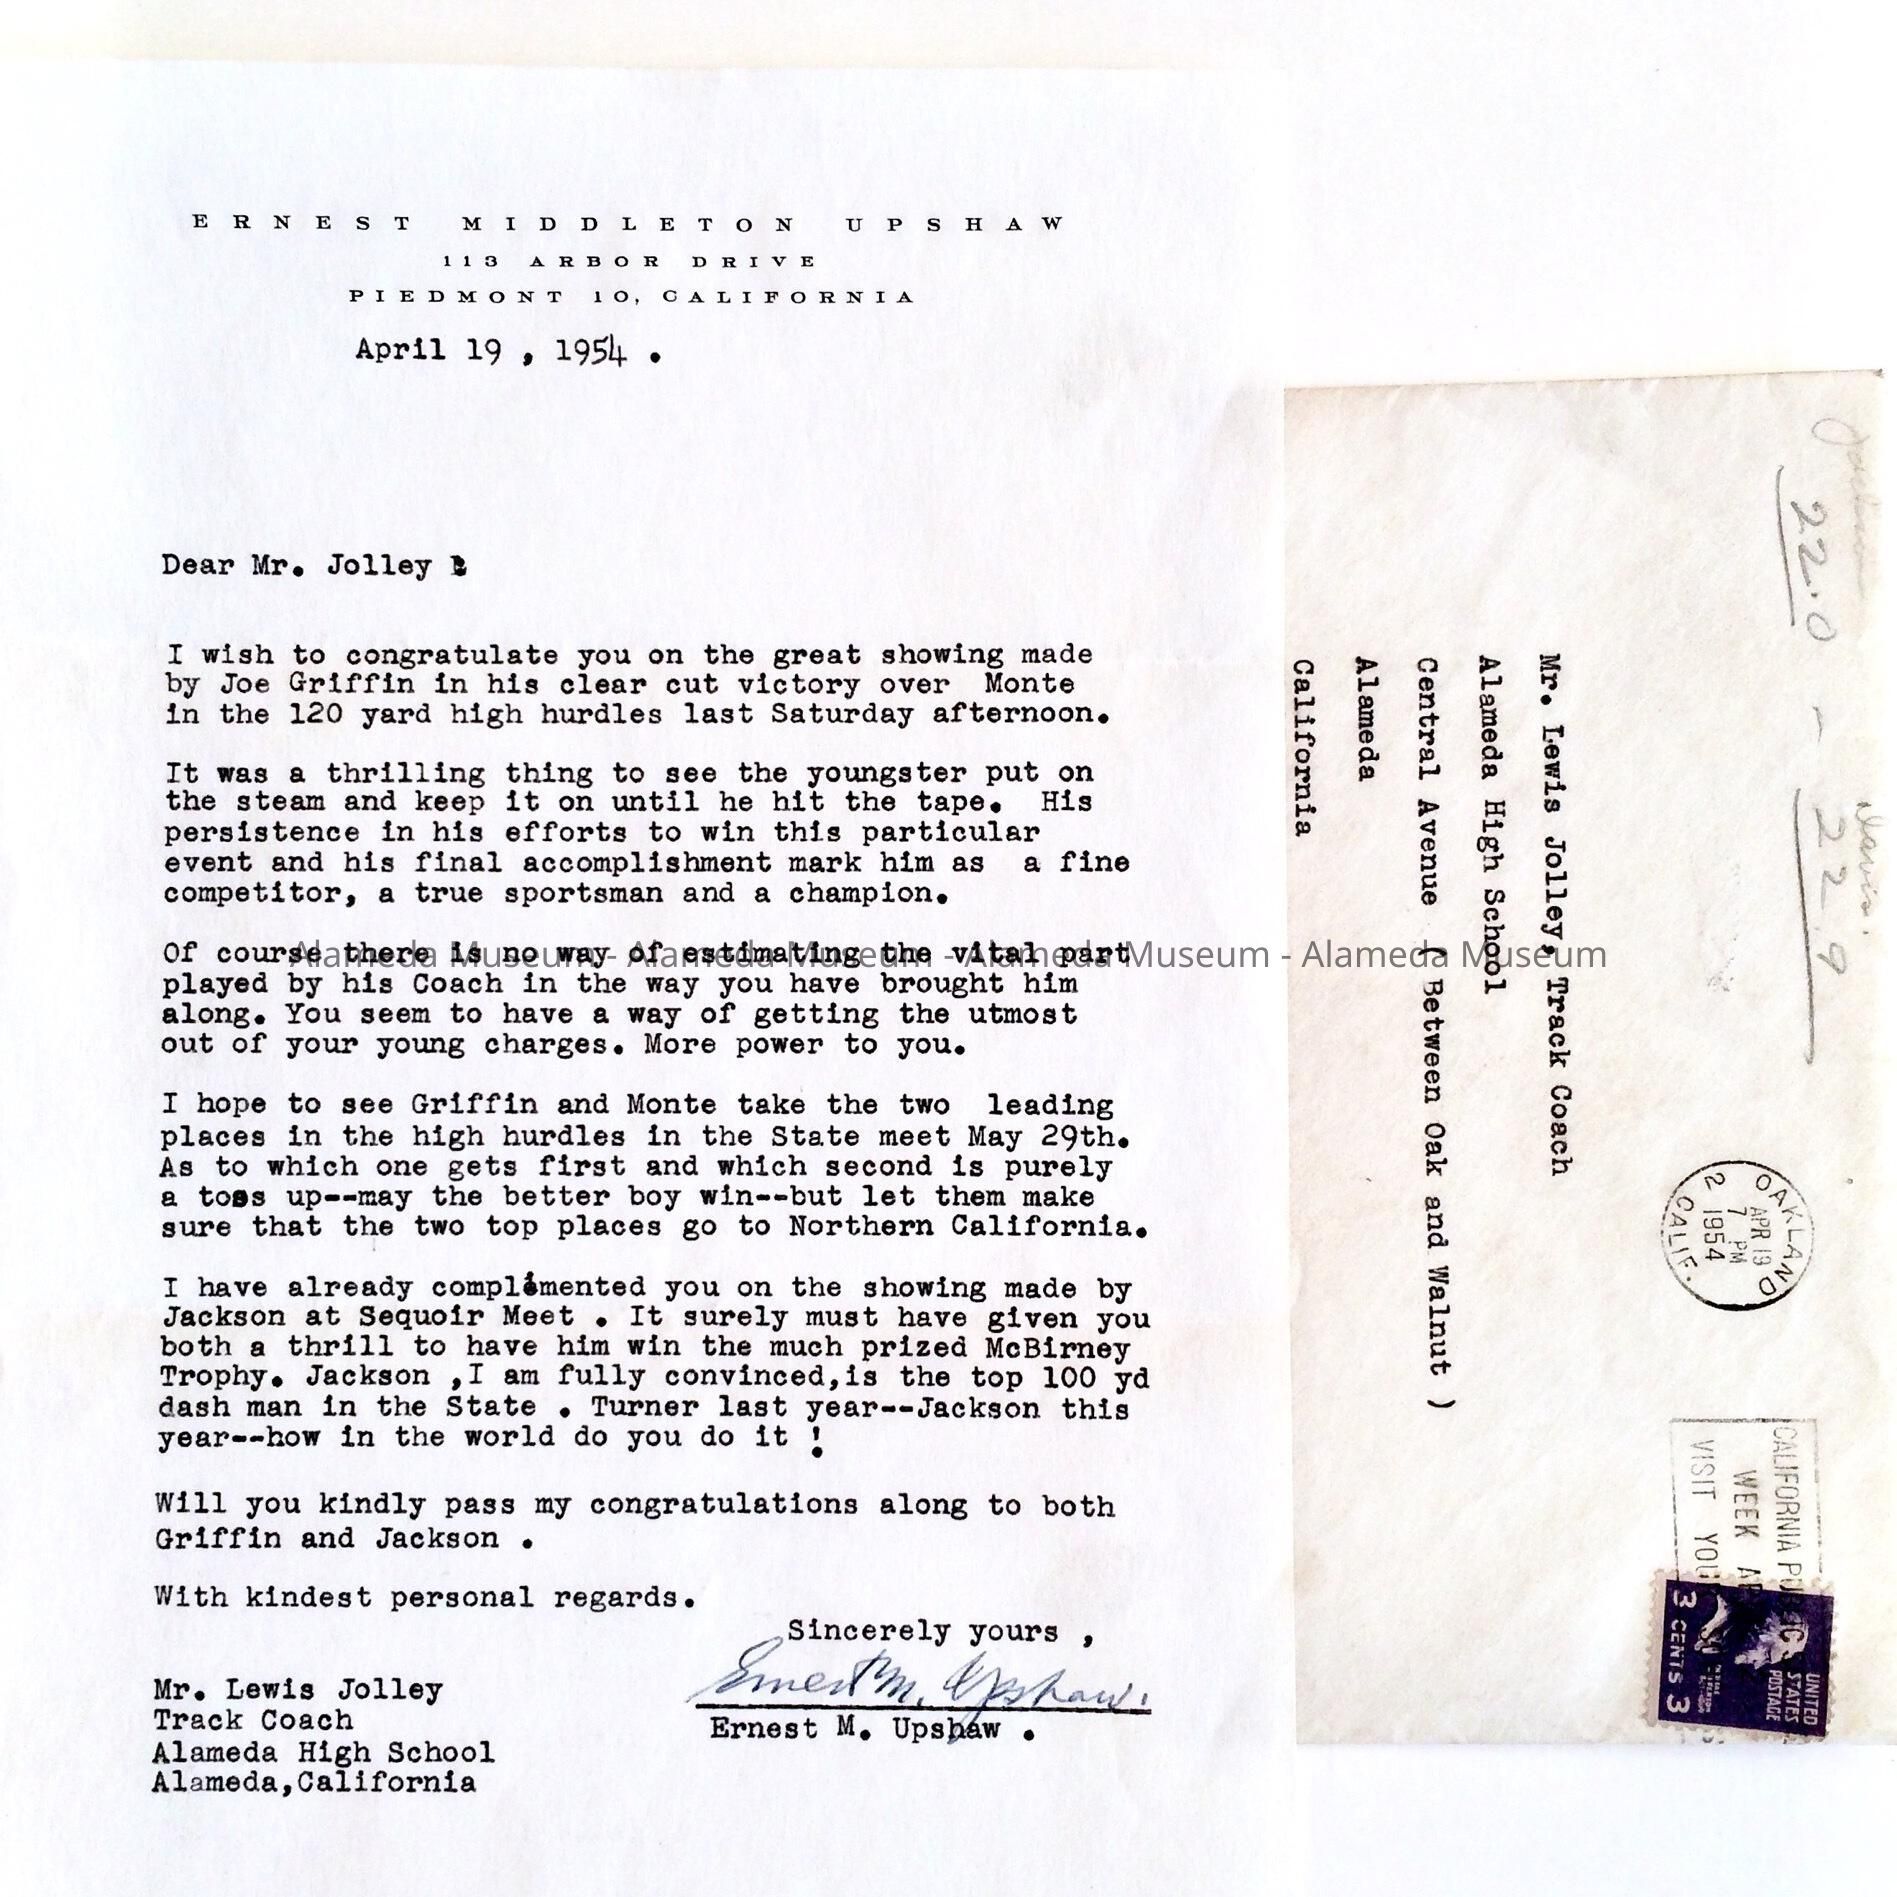 ERNEST MIDDLETON UPSHAW
113 ARBOR DRIVE
PIEDMONT 10, CALIFORNIA
April 19 , 1954 .
Dear Mr. Jolley
I wish to congratulate you on the great showing made
by Joe Griffin in his clear cut victory over Monte
in the 120 yard high hurdles last Saturday afternoon.
It was a thrilling thing to see the youngster put on
the steam and keep it on until he hit the tape. His
persistence in his efforts to win this particular
event and his final accomplishment mark him as a fine
competitor, a true sportsman and a champion.
Of course there is no way of estimating the vital part
played by his Coach in the way you have brought him
along. You seem to have a way of getting the utmost
out of your young charges. More power to you.
I hope to see Griffin and Monte take the two leading
places in the high hurdles in the State meet May 29th.
As to which one gets first and which second is purely
a toss up--may the better boy win--but let them make
sure that the two top places go to Northern California.
I have already complimented you on the showing made by
Jackson at Sequoir Meet . It surely must have given you
both a thrill to have him win the much prized McBirney
Trophy. Jackson ,I am fully convinced,is the top 100 yd
dash man in the State . Turner last year--Jackson this
year--how in the world do you do it !
Will you kindly pass my congratulations along to both
Griffin and Jackson .
With kindest personal regards.
Sincerely yours ,
Ernest M. Upshaw.
Ernest M. Upshaw .
Mr. Lewis Jolley
Track Coach
Alameda High School
Alameda,California
Alameda Museum - Alameda Museum - Alameda Museum - Alameda Museum
22.0 - 22.9
Davis.
Mr. Lewis Jolley, Track Coach
Alameda High School
Central Avenue ( Between Oak and Walnut )
Alameda
California
OAKLAND
APR 19
7 PM
1954
2
CALIF.
CALIFORNIA
WEEK
VISIT
UNITED
STATES
POSTAGE
3 CENTS 3